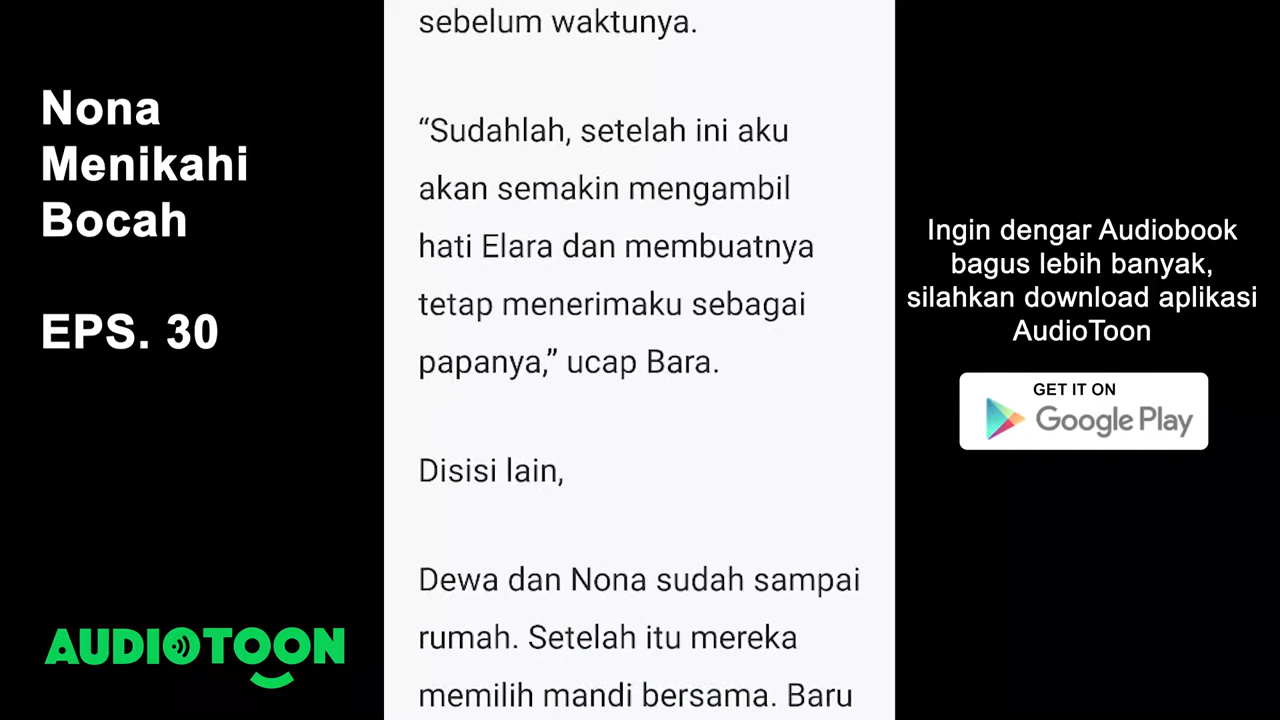 Nona
Menikahi
Bocah
EPS. 30
AUDIOTOON
sebelum waktunya.
“Sudahlah, setelah ini aku
akan semakin mengambil
hati Elara dan membuatnya
tetap menerimaku sebagai
papanya,” ucap Bara.
Disisi lain,
Dewa dan Nona sudah sampai
rumah. Setelah itu mereka
memilih mandi bersama. Baru
Ingin dengar Audiobook
bagus lebih banyak,
silahkan download aplikasi
AudioToon
GET IT ON
Google Play